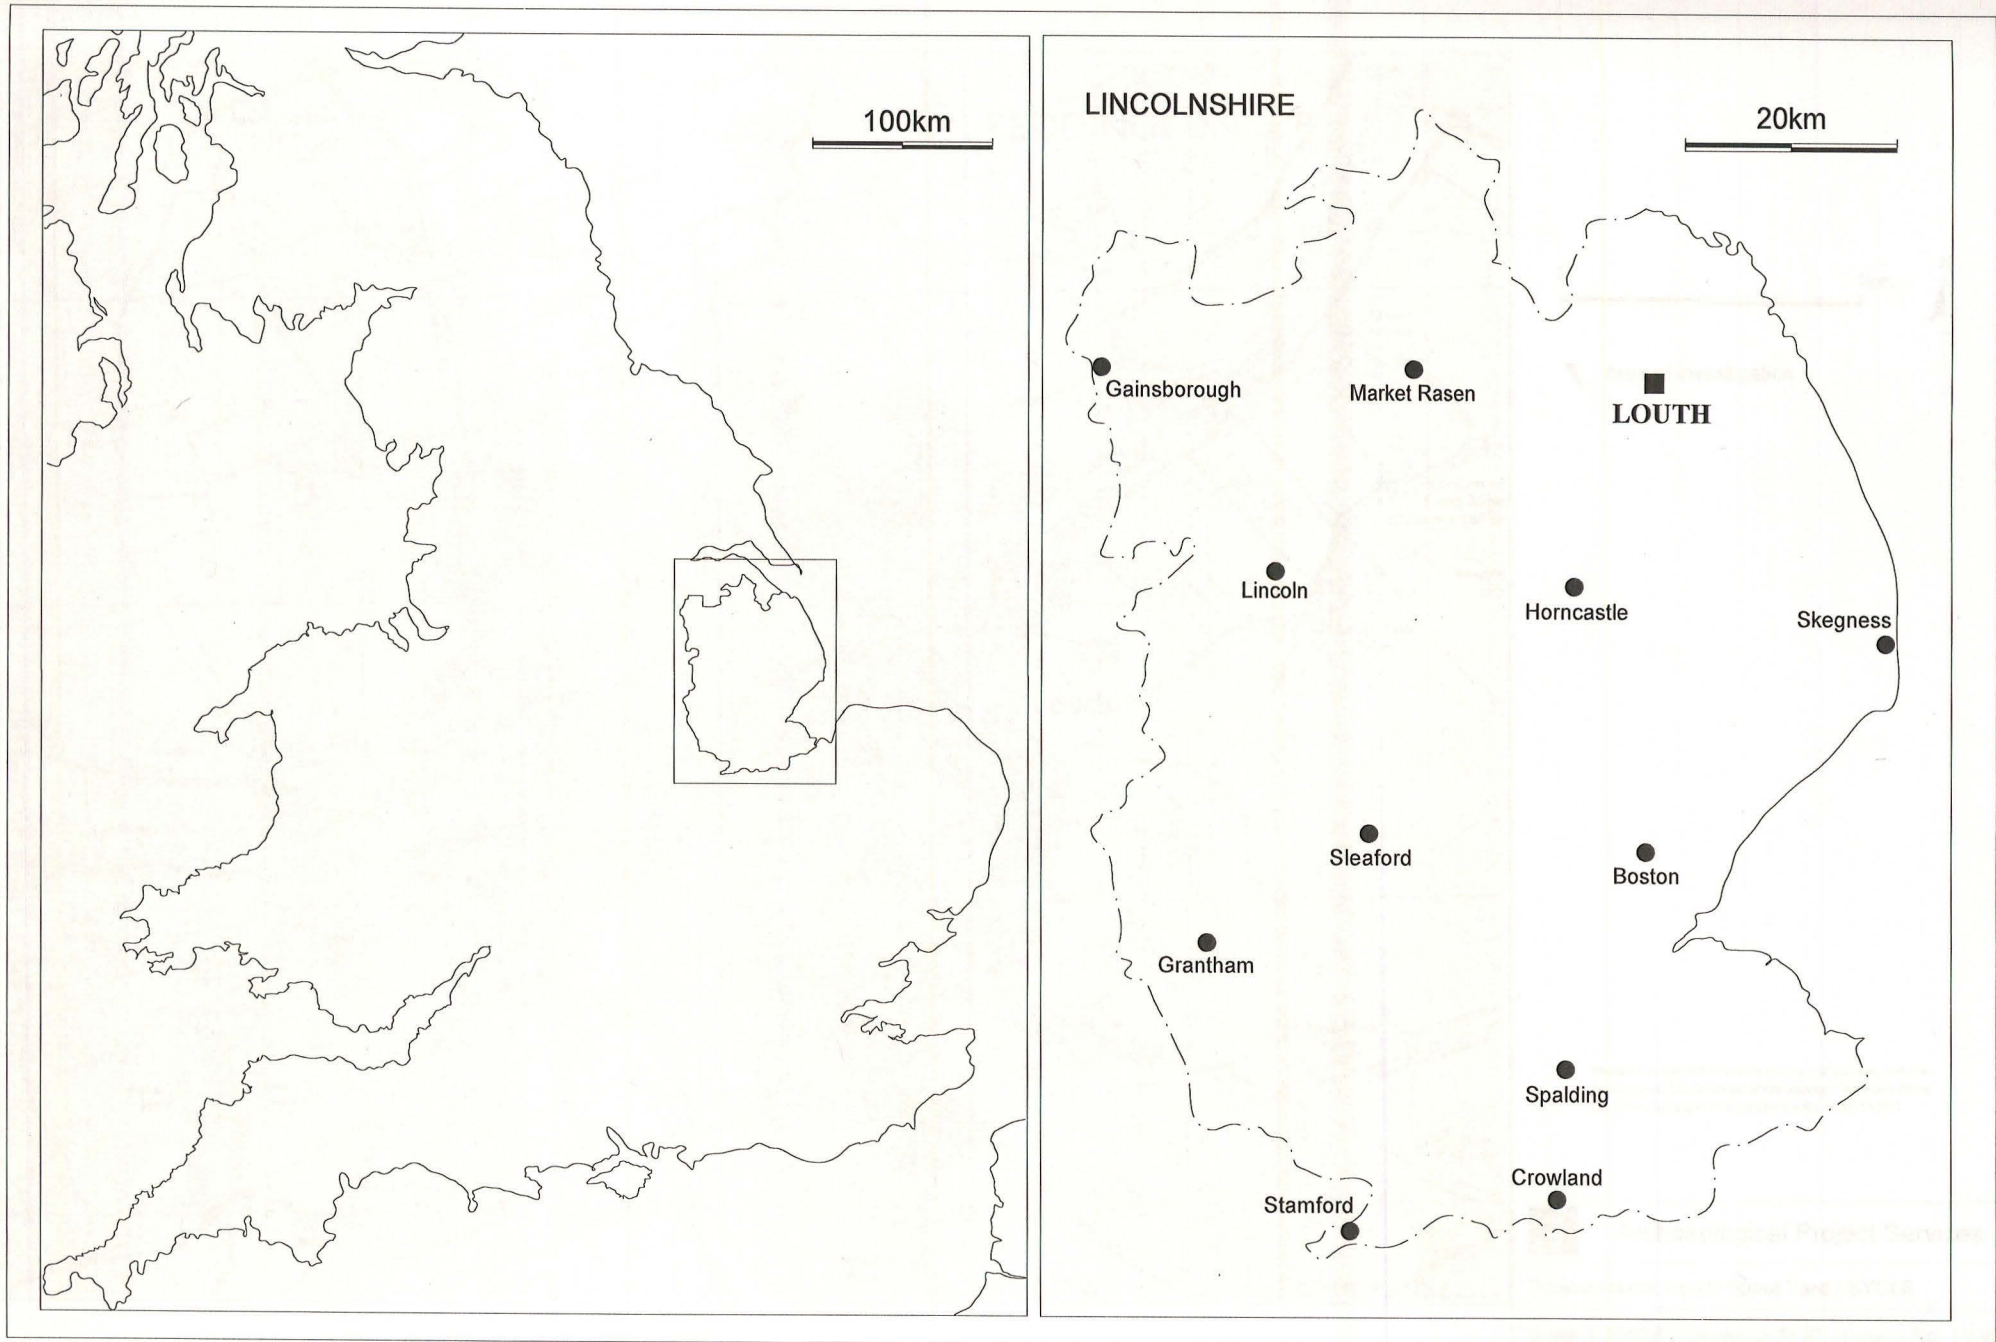 100km
LINCOLNSHIRE
20km
Gainsborough
Market Rasen
LOUTH
Lincoln
Horncastle
Skegness
Sleaford
Boston
Grantham
Spalding
Crowland
Stamford